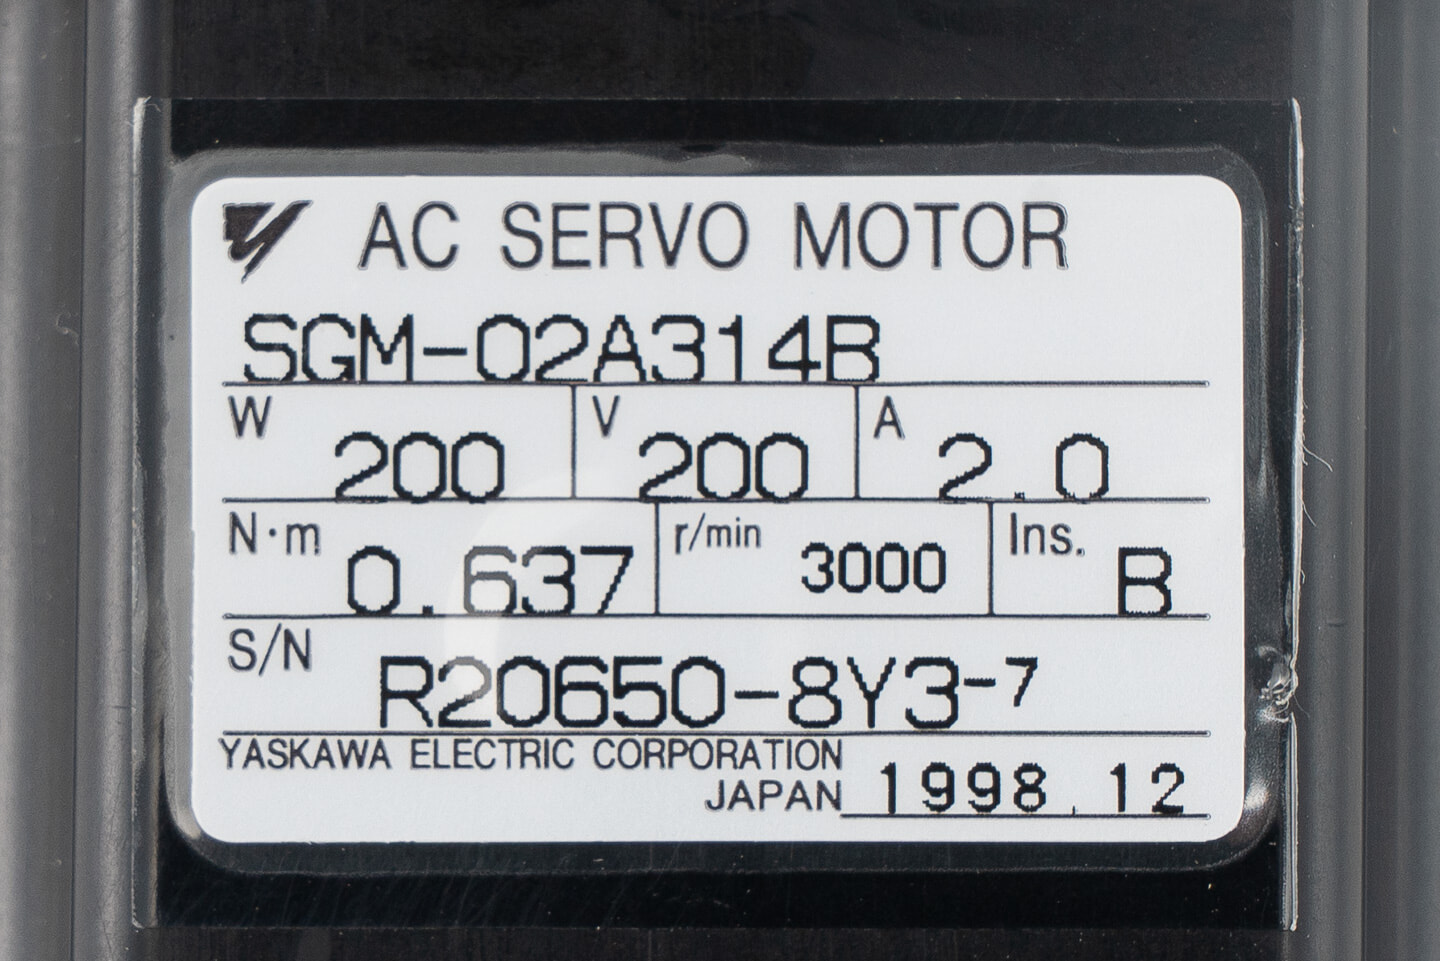 AC SERVO MOTOR
SGM-02A314B
W 200 V 200 A 2.0
N·m 0.637 r/min 3000 Ins. B
S/N R20650-8Y3-7
YASKAWA ELECTRIC CORPORATION
JAPAN 1998.12